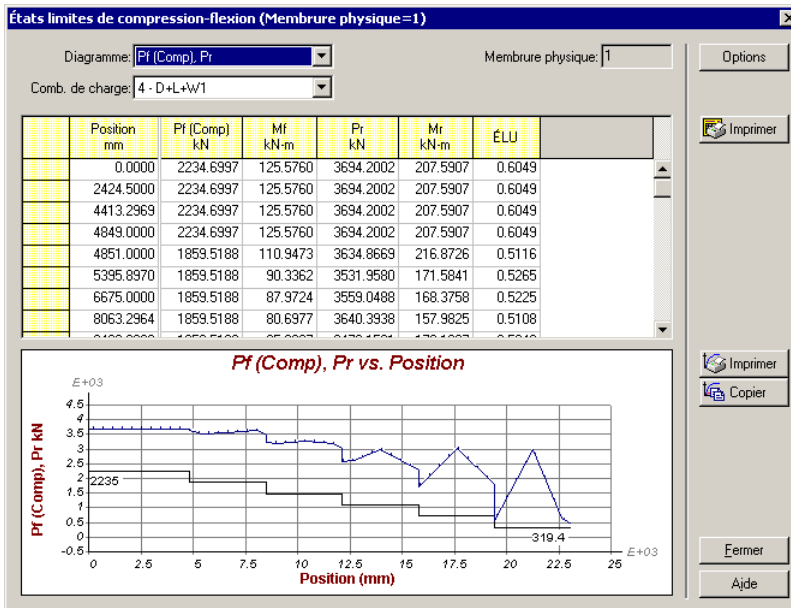 États limites de compression-flexion (Membrure physique=1)
Diagramme: Pf (Comp), Pr
Membrure physique: 1
Options
Comb. de charge: 4 - D+L+W1
Position mm Pf (Comp) kN Mf kN-m Pr kN Mr kN-m ÉLU
Imprimer
0.0000 2234.6997 125.5760 3694.2002 207.5907 0.6049
2424.5000 2234.6997 125.5760 3694.2002 207.5907 0.6049
4413.2969 2234.6997 125.5760 3694.2002 207.5907 0.6049
4849.0000 2234.6997 125.5760 3694.2002 207.5907 0.6049
4851.0000 1859.5188 110.9473 3634.8669 216.8726 0.5116
5395.8970 1859.5188 90.3362 3531.9580 171.5841 0.5265
6675.0000 1859.5188 87.9724 3559.0488 168.3758 0.5225
8063.2964 1859.5188 80.6977 3640.3938 157.9825 0.5108
Pf (Comp), Pr vs. Position
Imprimer
Copier
E+03
4.5
4
3.5
3
2.5
2
1.5
1
0.5
0
-0.5
Pf (Comp), Pr kN
2235
319.4
0 2.5 5 7.5 10 12.5 15 17.5 20 22.5 25
E+03
Position (mm)
Fermer
Ajde